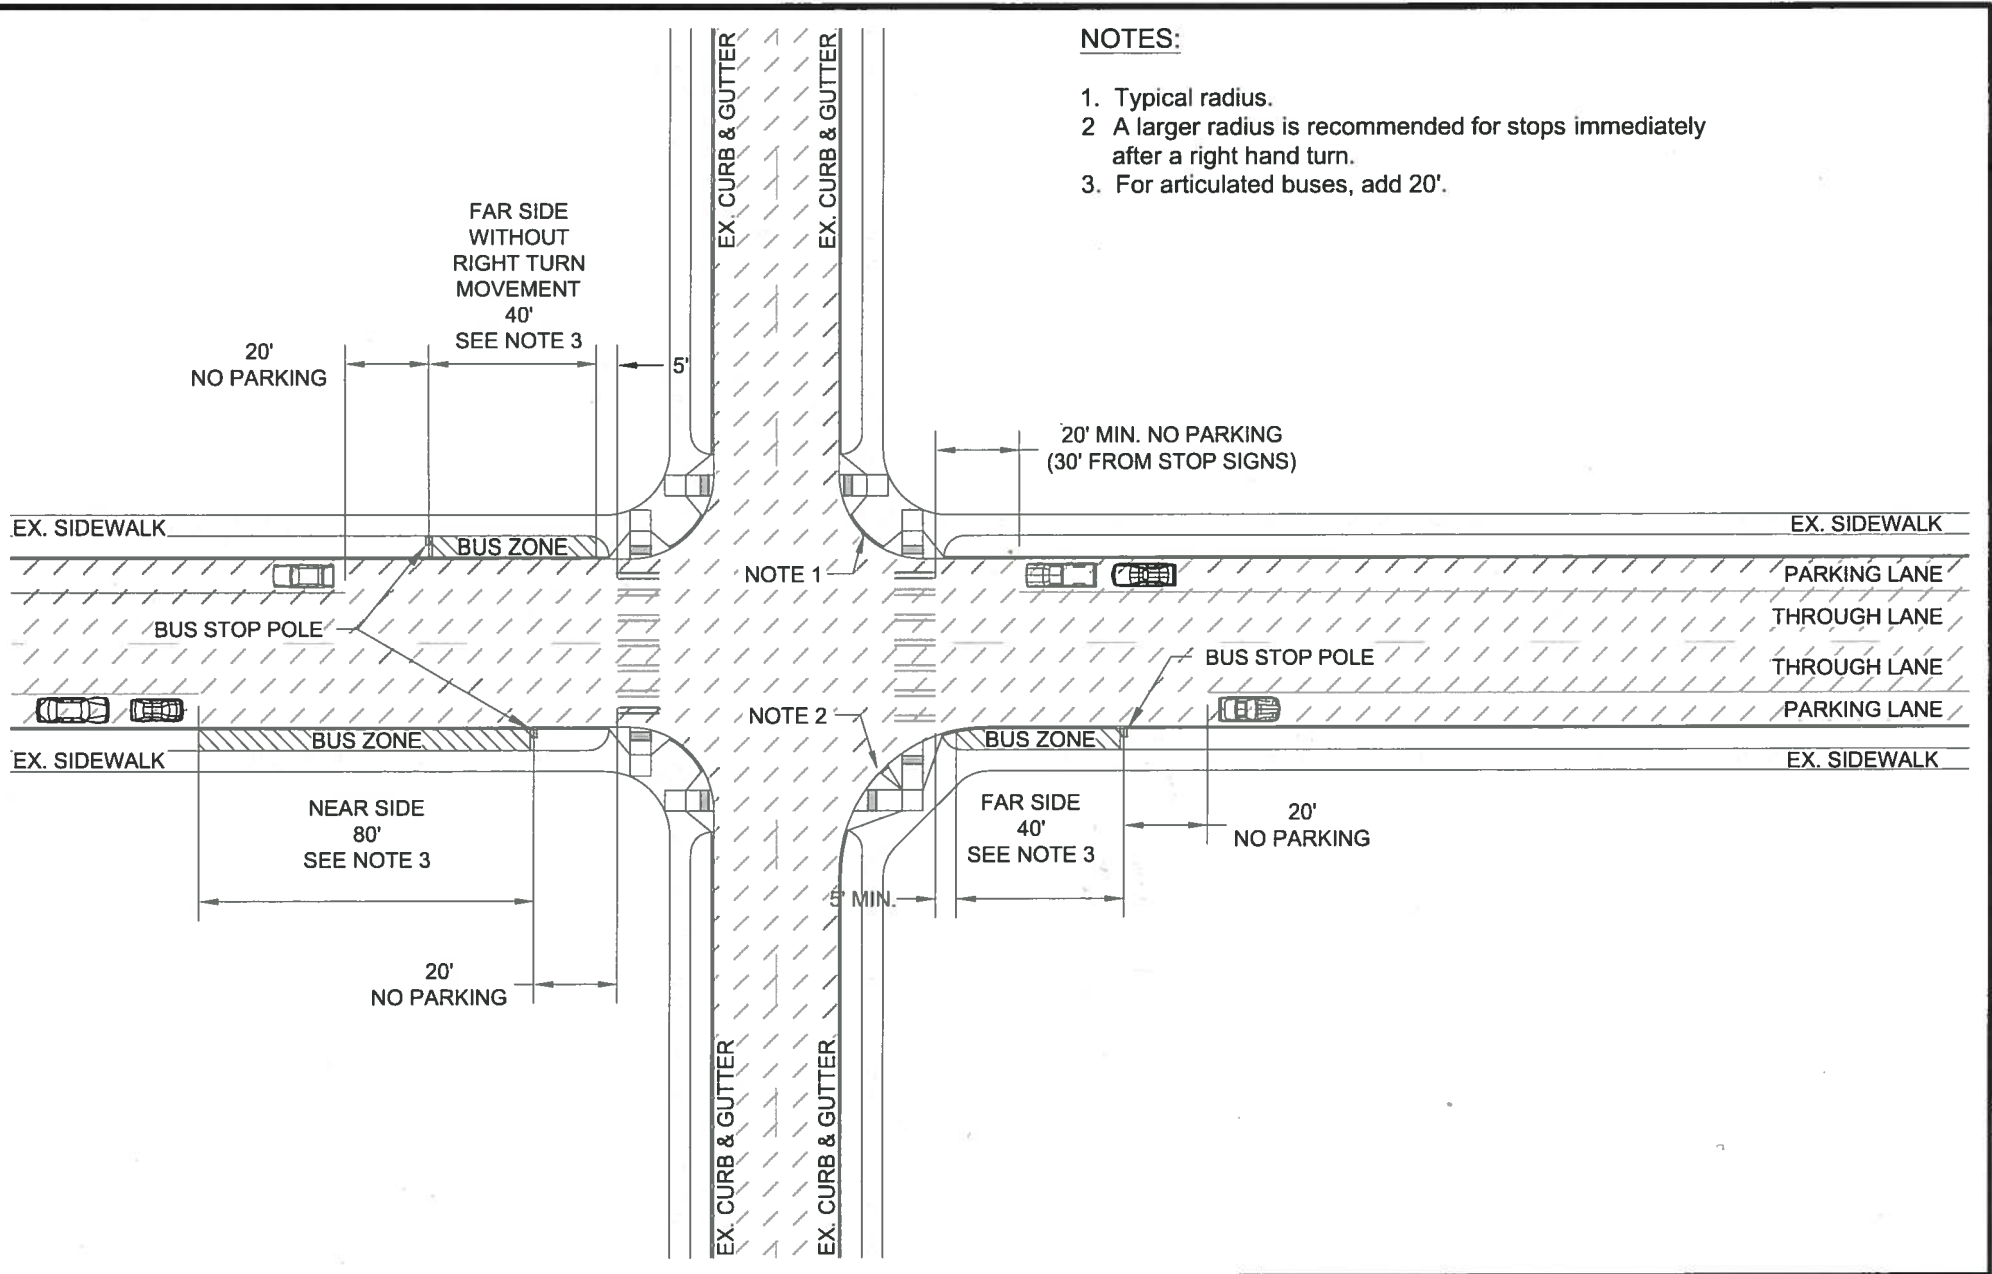 NOTES:
1. Typical radius.
2 A larger radius is recommended for stops immediately
after a right hand turn.
3. For articulated buses, add 20'.
EX. CURB & GUTTER
EX. CURB & GUTTER
FAR SIDE
WITHOUT
RIGHT TURN
MOVEMENT
40'
SEE NOTE 3
20'
NO PARKING
5'
20' MIN. NO PARKING
(30' FROM STOP SIGNS)
EX. SIDEWALK
EX. SIDEWALK
BUS ZONE
NOTE 1
PARKING LANE
THROUGH LANE
BUS STOP POLE
BUS STOP POLE
THROUGH LANE
NOTE 2
PARKING LANE
BUS ZONE
BUS ZONE
EX. SIDEWALK
EX. SIDEWALK
NEAR SIDE
80'
SEE NOTE 3
FAR SIDE
40'
SEE NOTE 3
20'
NO PARKING
5' MIN.
20'
NO PARKING
EX. CURB & GUTTER
EX. CURB & GUTTER